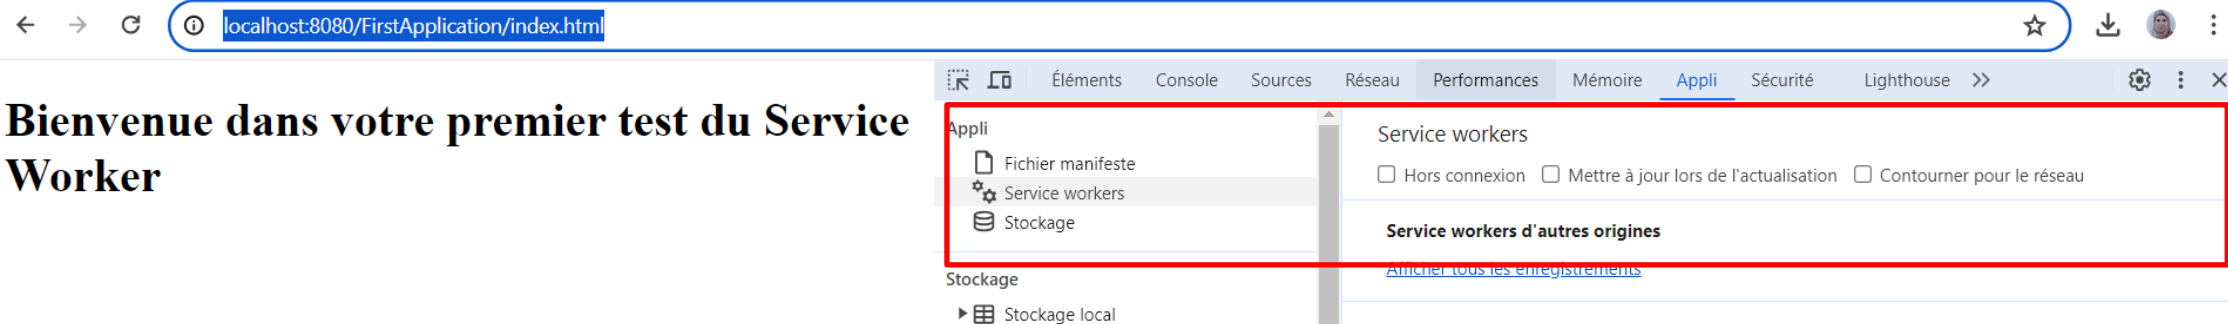 localhost:8080/FirstApplication/index.html
Éléments Console Sources Réseau Performances Mémoire Appli Sécurité Lighthouse
Bienvenue dans votre premier test du Service
Worker
Appli
Fichier manifeste
Service workers
Stockage
Stockage
Stockage local
Service workers
Hors connexion Mettre à jour lors de l'actualisation Contourner pour le réseau
Service workers d'autres origines
Afficher tous les enregistrements